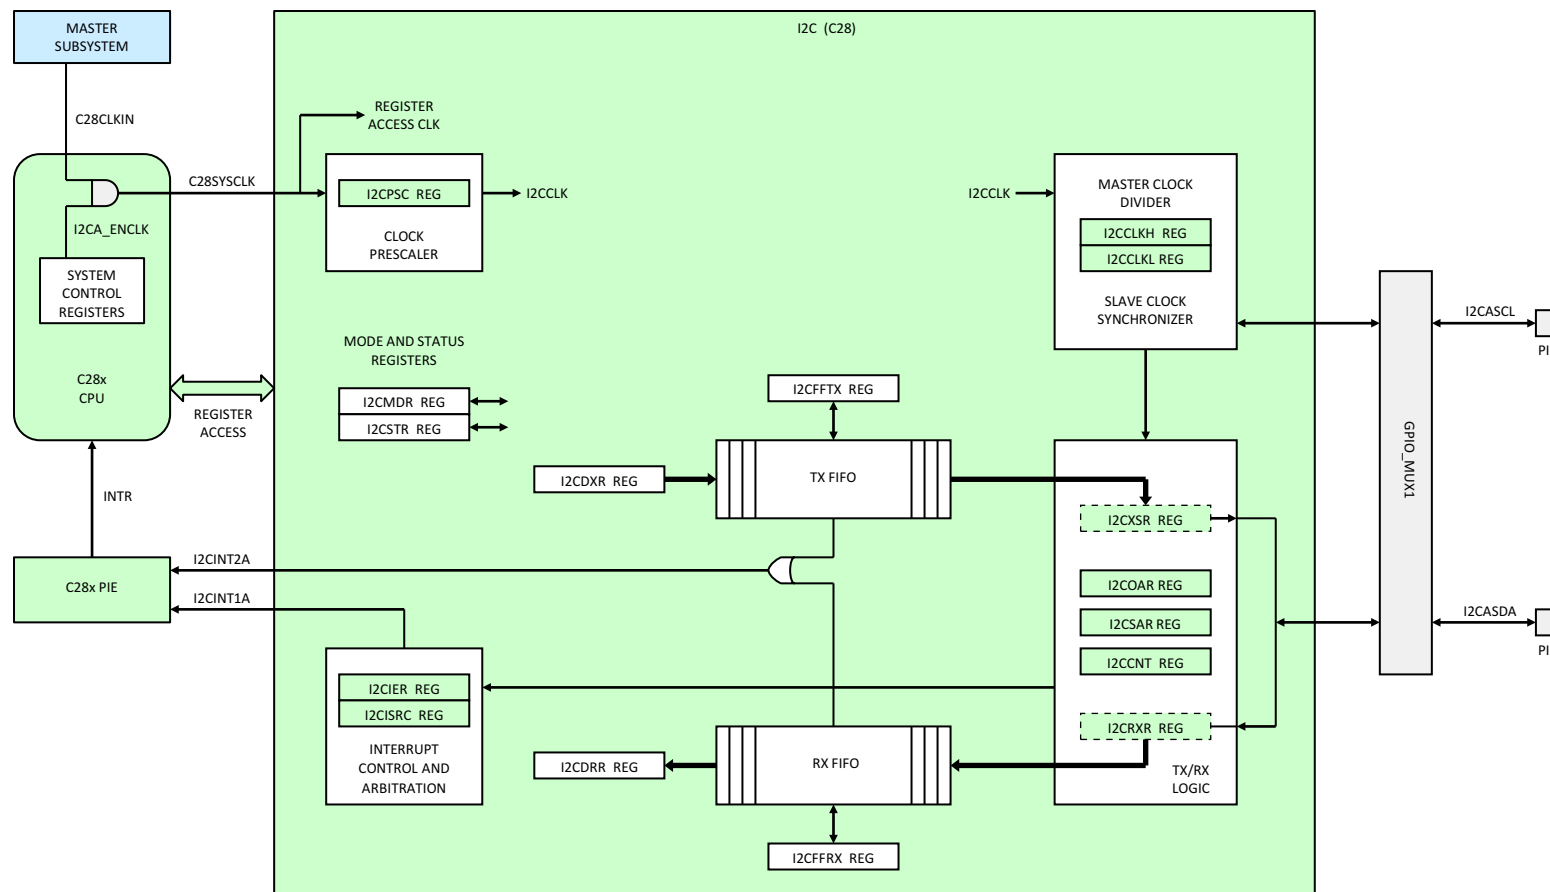 MASTER
SUBSYSTEM
I2C (C28)
C28CLKIN
REGISTER
ACCESS CLK
C28SYSCLK
I2CPSC REG
I2CCLK
CLOCK
PRESCALER
I2CCLK
MASTER CLOCK
DIVIDER
I2CCLKH REG
I2CCLKL REG
SLAVE CLOCK
SYNCHRONIZER
I2CA_ENCLK
SYSTEM
CONTROL
REGISTERS
C28x
CPU
REGISTER
ACCESS
MODE AND STATUS
REGISTERS
I2CMDR REG
I2CSTR REG
I2CFFTX REG
I2CDXR REG
TX FIFO
I2CXSR REG
I2COAR REG
I2CSAR REG
I2CCNT REG
I2CRXR REG
TX/RX
LOGIC
GPIO_MUX1
I2CASCL
PI
I2CASDA
PI
INTR
C28x PIE
I2CINT2A
I2CINT1A
I2CIER REG
I2CISRC REG
INTERRUPT
CONTROL AND
ARBITRATION
I2CDRR REG
RX FIFO
I2CFFRX REG